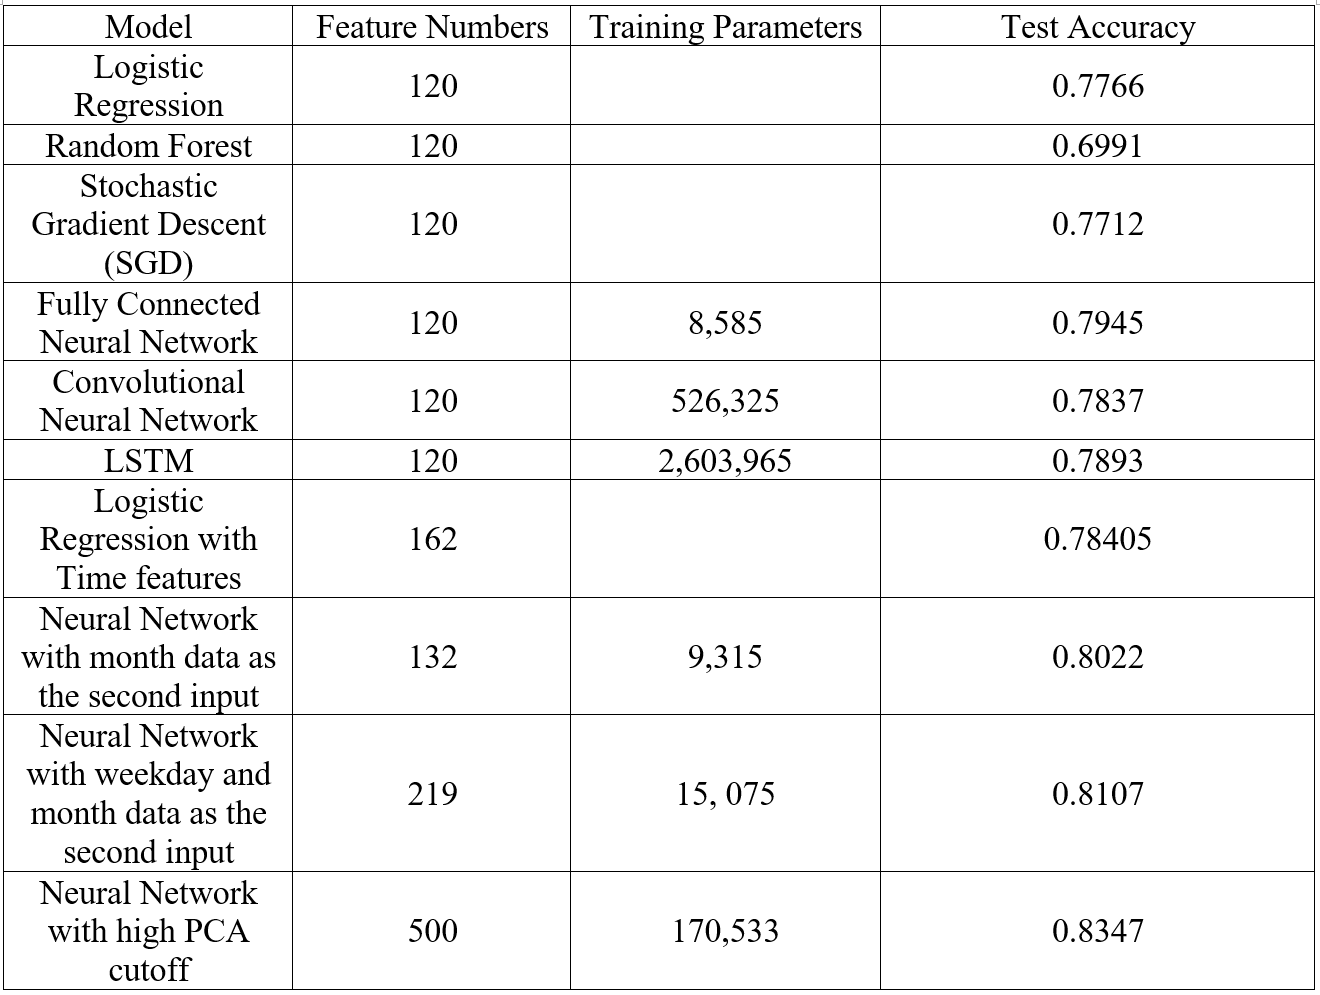 Model Feature Numbers Training Parameters Test Accuracy
Logistic
Regression 120 0.7766
Random Forest 120 0.6991
Stochastic
Gradient Descent 120 0.7712
(SGD)
Fully Connected
Neural Network 120 8,585 0.7945
Convolutional
Neural Network 120 526,325 0.7837
LSTM 120 2,603,965 0.7893
Logistic
Regression with 162 0.78405
Time features
Neural Network
with month data as 132 9,315 0.8022
the second input
Neural Network
with weekday and 219 15, 075 0.8107
month data as the
second input
Neural Network
with high PCA 500 170,533 0.8347
cutoff